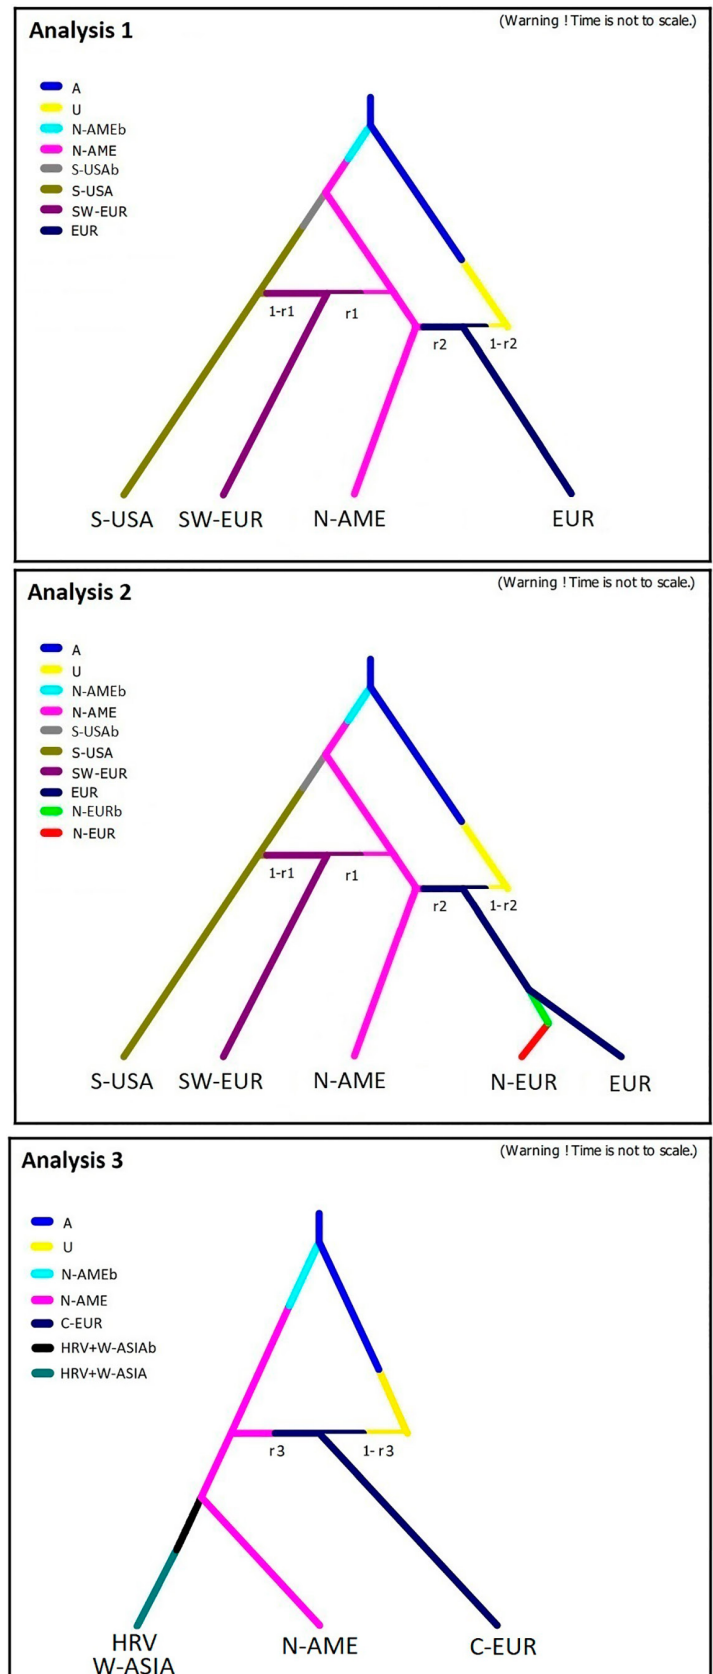 Analysis 1
(Warning ! Time is not to scale.)
A
U
N-AMEb
N-AME
S-USAb
S-USA
SW-EUR
EUR
1-r1
r1
r2
1-r2
S-USA SW-EUR N-AME EUR
Analysis 2
(Warning ! Time is not to scale.)
A
U
N-AMEb
N-AME
S-USAb
S-USA
SW-EUR
EUR
N-EURb
N-EUR
1-r1
r1
r2
1-r2
S-USA SW-EUR N-AME N-EUR EUR
Analysis 3
(Warning ! Time is not to scale.)
A
U
N-AMEb
N-AME
C-EUR
HRV+W-ASIAb
HRV+W-ASIA
r3
1-r3
HRV
W-ASIA
N-AME
C-EUR